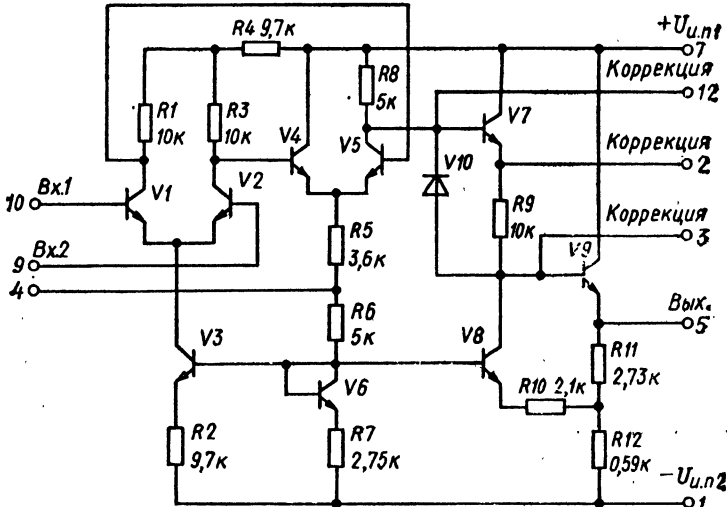 R4 9,7к
+Uи.п1
7
Коррекция
12
R8
5к
R1
10к
R3
10к
V4
V5
V7
V10
Коррекция
2
10 Вх.1
V1
V2
R9
10к
Коррекция
3
R5
3,6к
V9
9 Вх.2
4
Вых.
5
R6
5к
V3
V8
R11
2,73к
V6
R10 2,1к
R2
9,7к
R7
2,75к
R12
0,59к
−Uи.п2
1